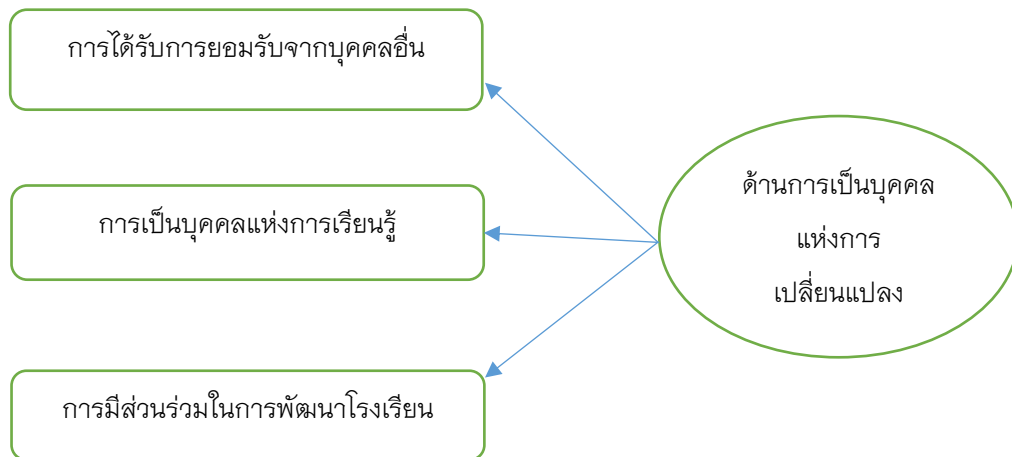 การได้รับการยอมรับจากบุคคลอื่น
การเป็นบุคคลแห่งการเรียนรู้
การมีส่วนร่วมในการพัฒนาโรงเรียน
ด้านการเป็นบุคคล
แห่งการ
เปลี่ยนแปลง